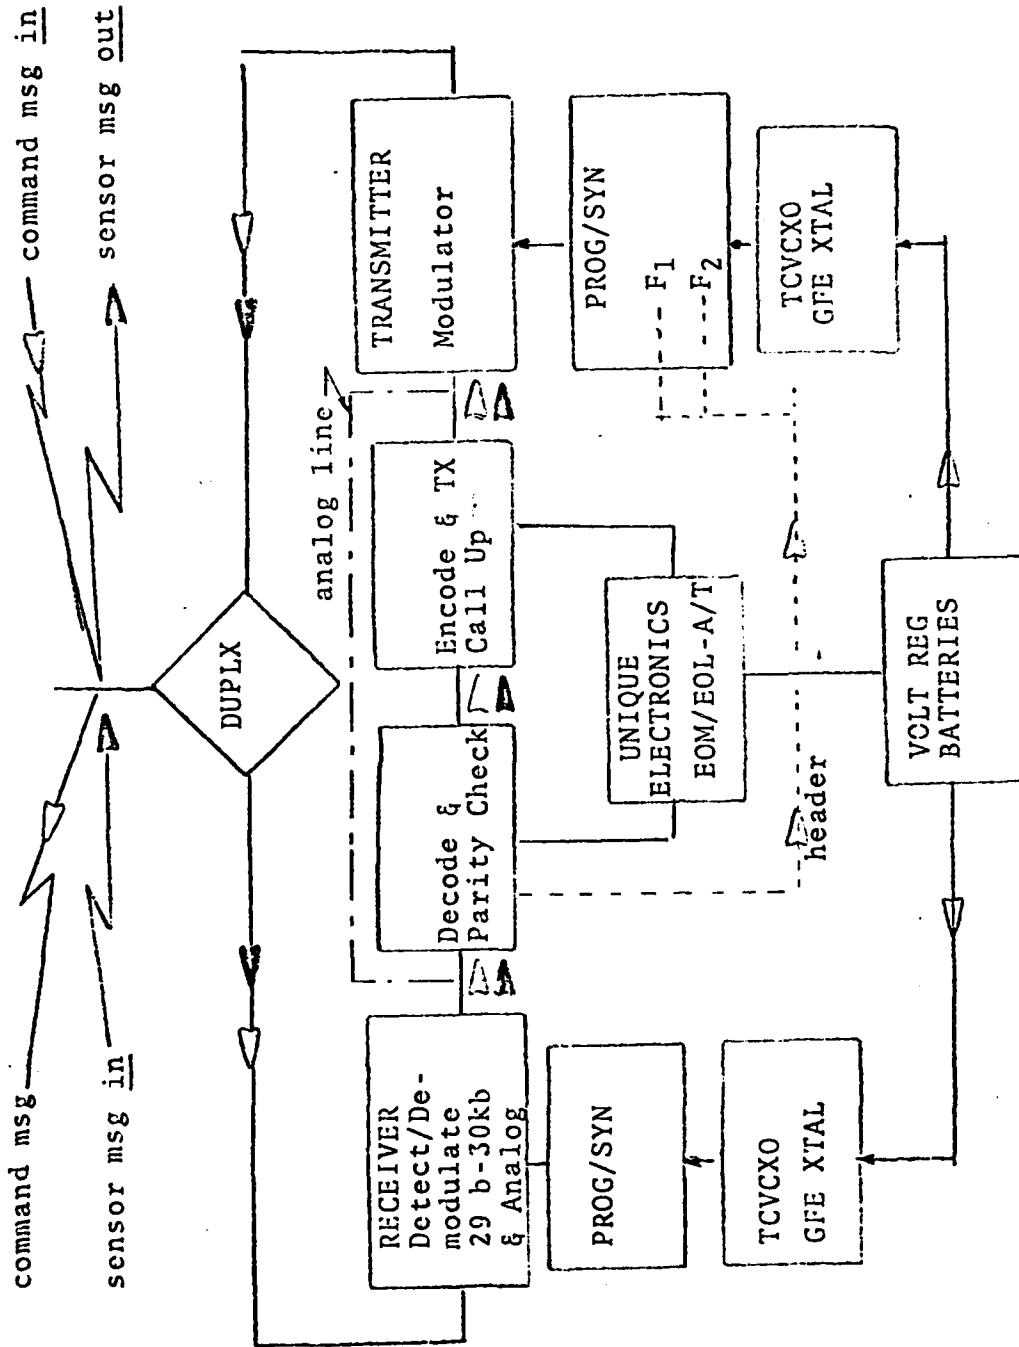 command msg
command msg in
sensor msg in
sensor msg out
DUPLX
analog line
RECEIVER
Detect/De-
modulate
29 b-30kb
& Analog
Decode &
Parity Check
Encode & TX
Call Up
TRANSMITTER
Modulator
PROG/SYN
UNIQUE
ELECTRONICS
EOM/EOL-A/T
PROG/SYN
F1
F2
TCVCXO
GFE XTAL
header
TCVCXO
GFE XTAL
VOLT REG
BATTERIES